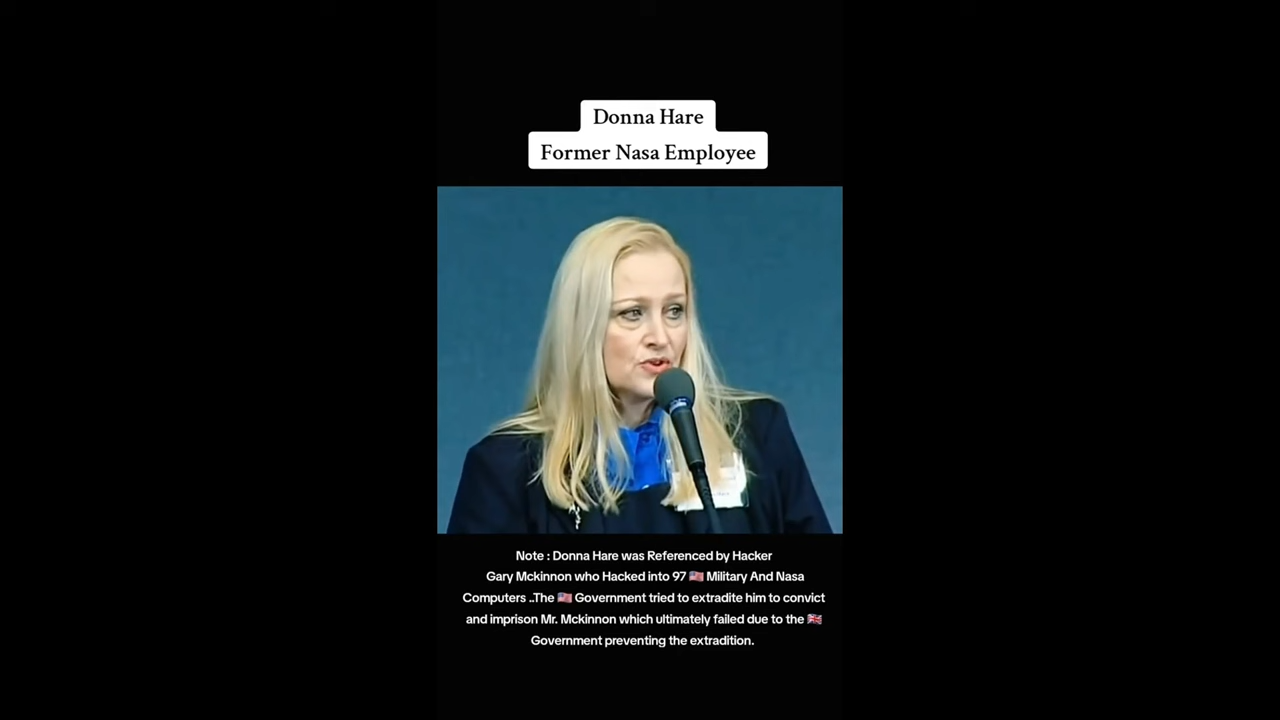 Donna Hare
Former Nasa Employee
Note : Donna Hare was Referenced by Hacker
Gary Mckinnon who Hacked into 97 🇺🇸 Military And Nasa
Computers ..The 🇺🇸 Government tried to extradite him to convict
and imprison Mr. Mckinnon which ultimately failed due to the 🇬🇧
Government preventing the extradition.